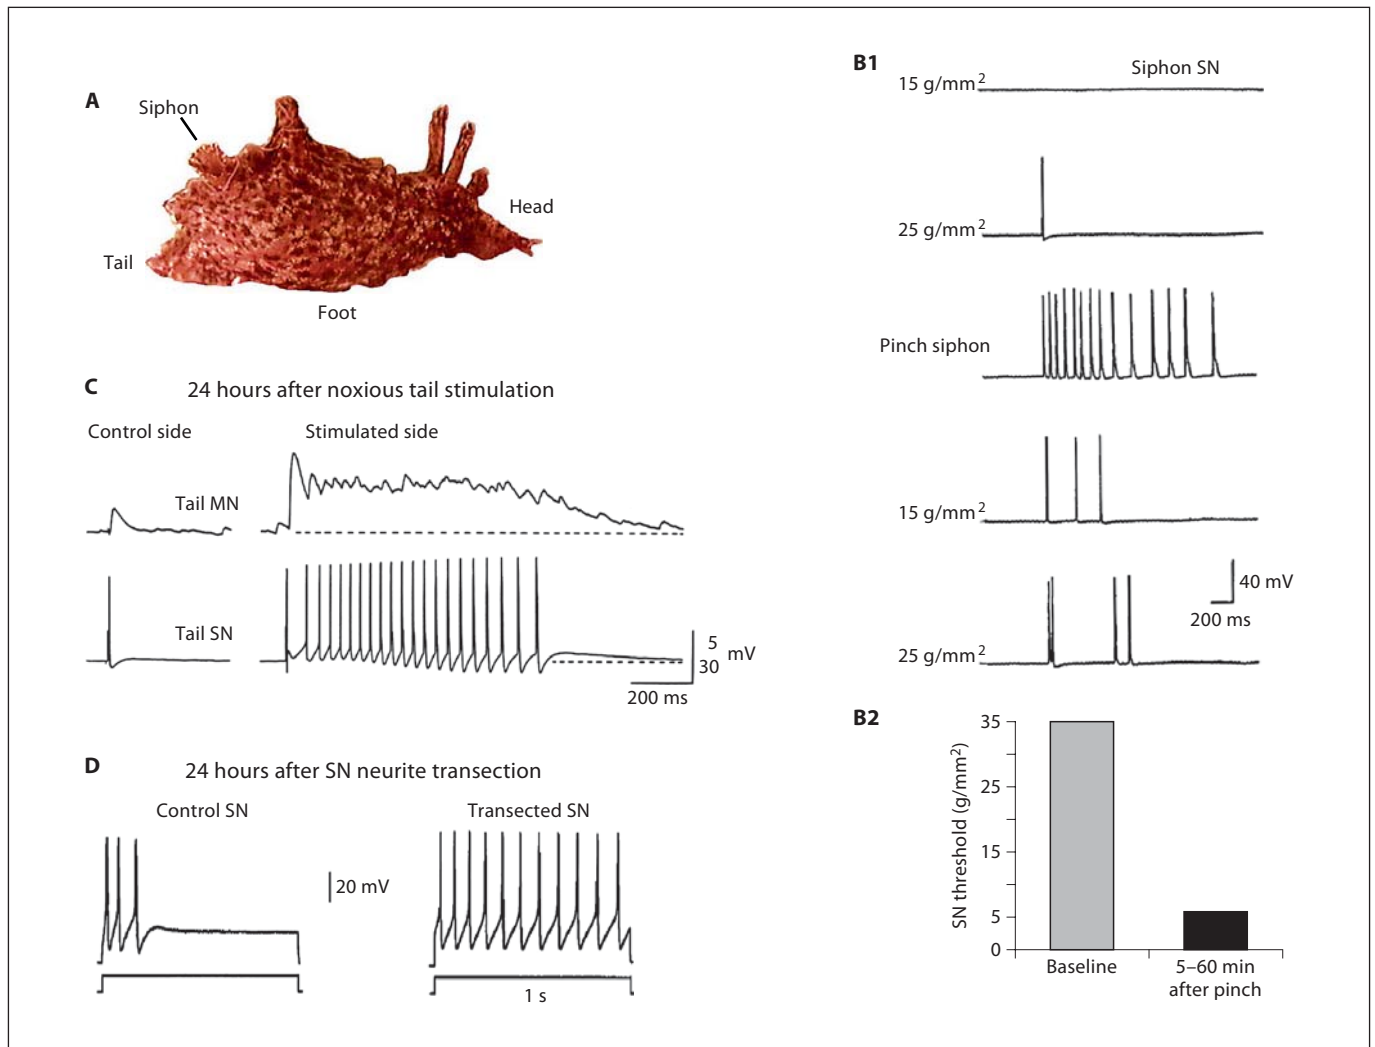 A
Siphon
Head
Tail
Foot
B1
Siphon SN
15 g/mm2
25 g/mm2
Pinch siphon
15 g/mm2
40 mV
200 ms
25 g/mm2
C
24 hours after noxious tail stimulation
Control side
Stimulated side
Tail MN
Tail SN
5
30
mV
200 ms
D
24 hours after SN neurite transection
Control SN
Transected SN
20 mV
1 s
B2
SN threshold (g/mm2)
35
25
15
5
0
Baseline
5–60 min
after pinch